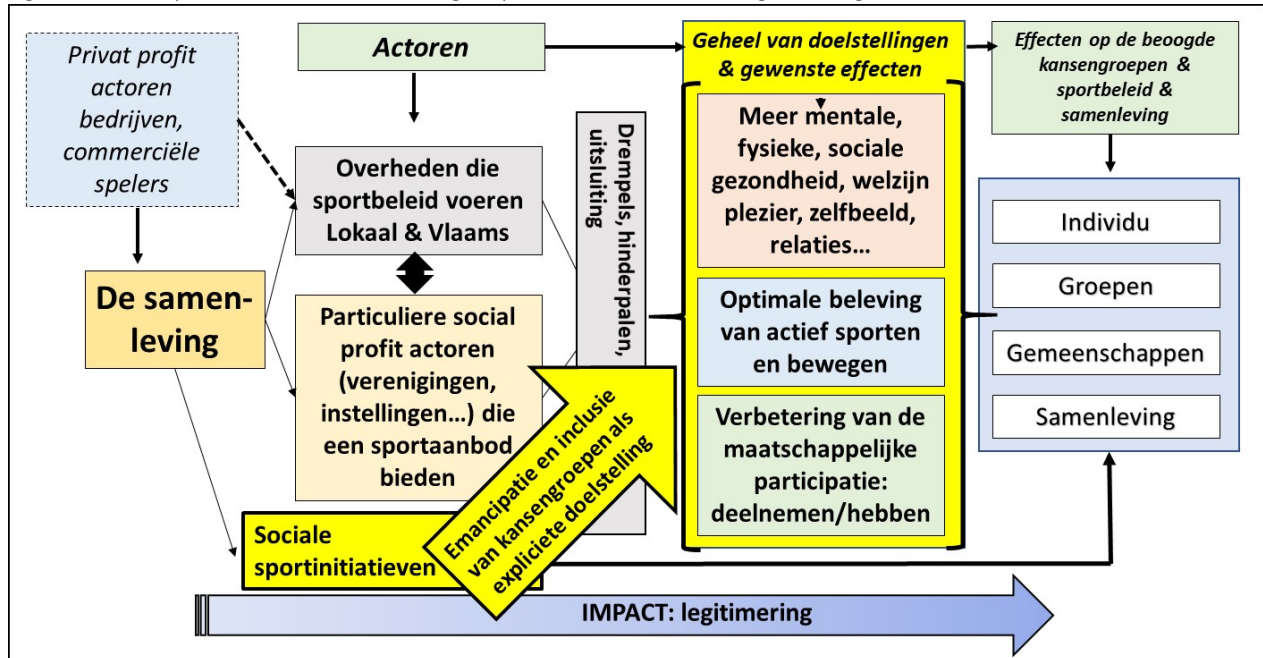 Privat profit
actoren
bedrijven,
commerciële
spelers
De samen-
leving
Actoren
Overheden die
sportbeleid voeren
Lokaal & Vlaams
Particuliere social
profit actoren
(verenigingen,
instellingen…) die
een sportaanbod
bieden
Sociale
sportinitiatieven
Drempels, hinderpalen,
uitsluiting
Emancipatie en inclusie
van kansengroepen als
expliciete doelstelling
Geheel van doelstellingen
& gewenste effecten
Meer mentale,
fysieke, sociale
gezondheid, welzijn
plezier, zelfbeeld,
relaties…
Optimale beleving
van actief sporten
en bewegen
Verbetering van de
maatschappelijke
participatie:
deelnemen/hebben
Effecten op de beoogde
kansengroepen &
sportbeleid &
samenleving
Individu
Groepen
Gemeenschappen
Samenleving
IMPACT: legitimering